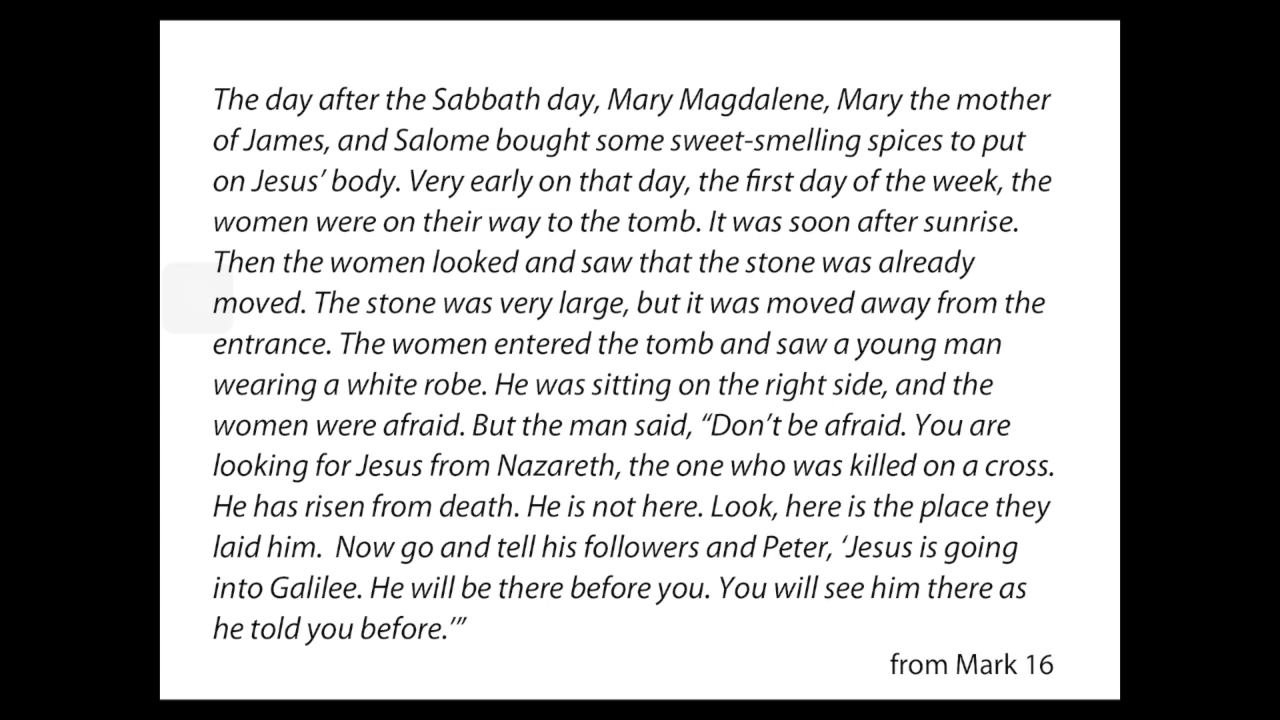 The day after the Sabbath day, Mary Magdalene, Mary the mother
of James, and Salome bought some sweet-smelling spices to put
on Jesus’ body. Very early on that day, the first day of the week, the
women were on their way to the tomb. It was soon after sunrise.
Then the women looked and saw that the stone was already
moved. The stone was very large, but it was moved away from the
entrance. The women entered the tomb and saw a young man
wearing a white robe. He was sitting on the right side, and the
women were afraid. But the man said, “Don’t be afraid. You are
looking for Jesus from Nazareth, the one who was killed on a cross.
He has risen from death. He is not here. Look, here is the place they
laid him.  Now go and tell his followers and Peter, ‘Jesus is going
into Galilee. He will be there before you. You will see him there as
he told you before.’”
from Mark 16